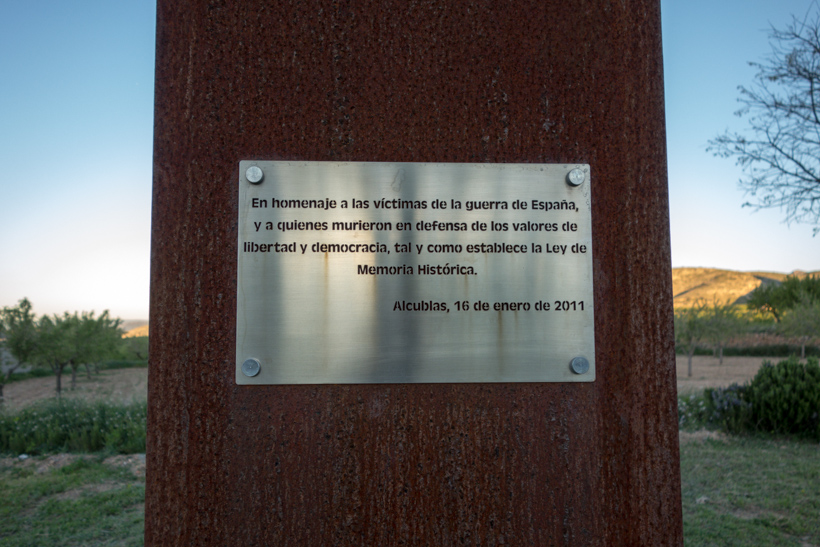 En homenaje a las víctimas de la guerra de España,
y a quienes murieron en defensa de los valores de
libertad y democracia, tal y como establece la Ley de
Memoria Histórica.
Alcublas, 16 de enero de 2011